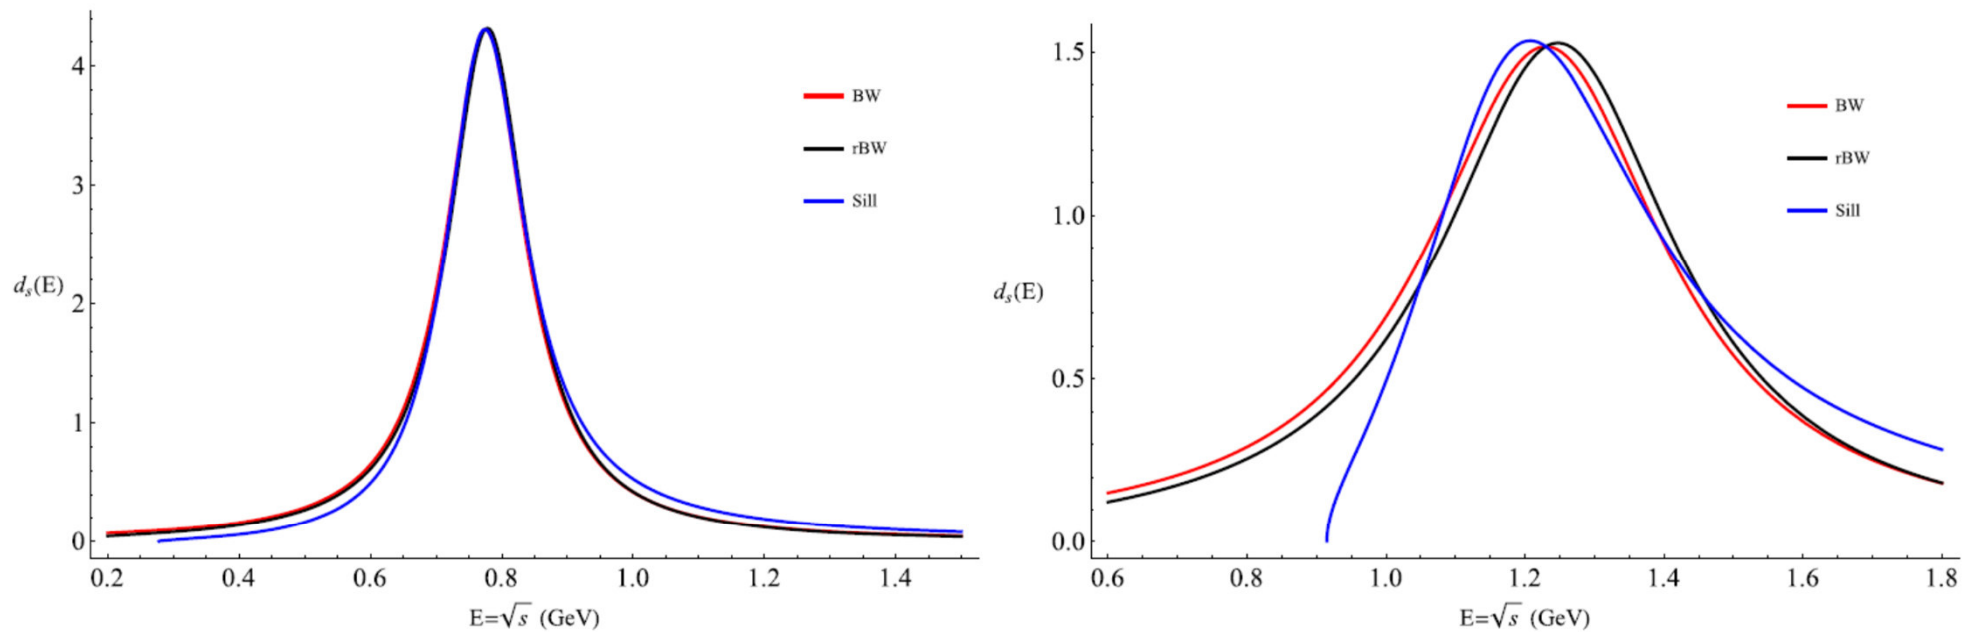 4
3
2
1
0
d_s(E)
BW
rBW
Sill
0.2 0.4 0.6 0.8 1.0 1.2 1.4
E=√s (GeV)
1.5
1.0
0.5
0.0
d_s(E)
BW
rBW
Sill
0.6 0.8 1.0 1.2 1.4 1.6 1.8
E=√s (GeV)